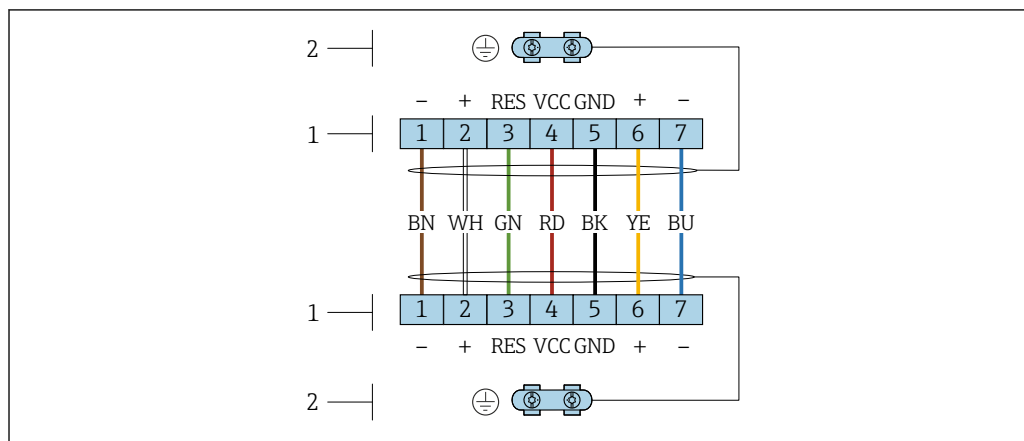 2
– + RES VCC GND + –
1 1 2 3 4 5 6 7
BN WH GN RD BK YE BU
1 1 2 3 4 5 6 7
– + RES VCC GND + –
2